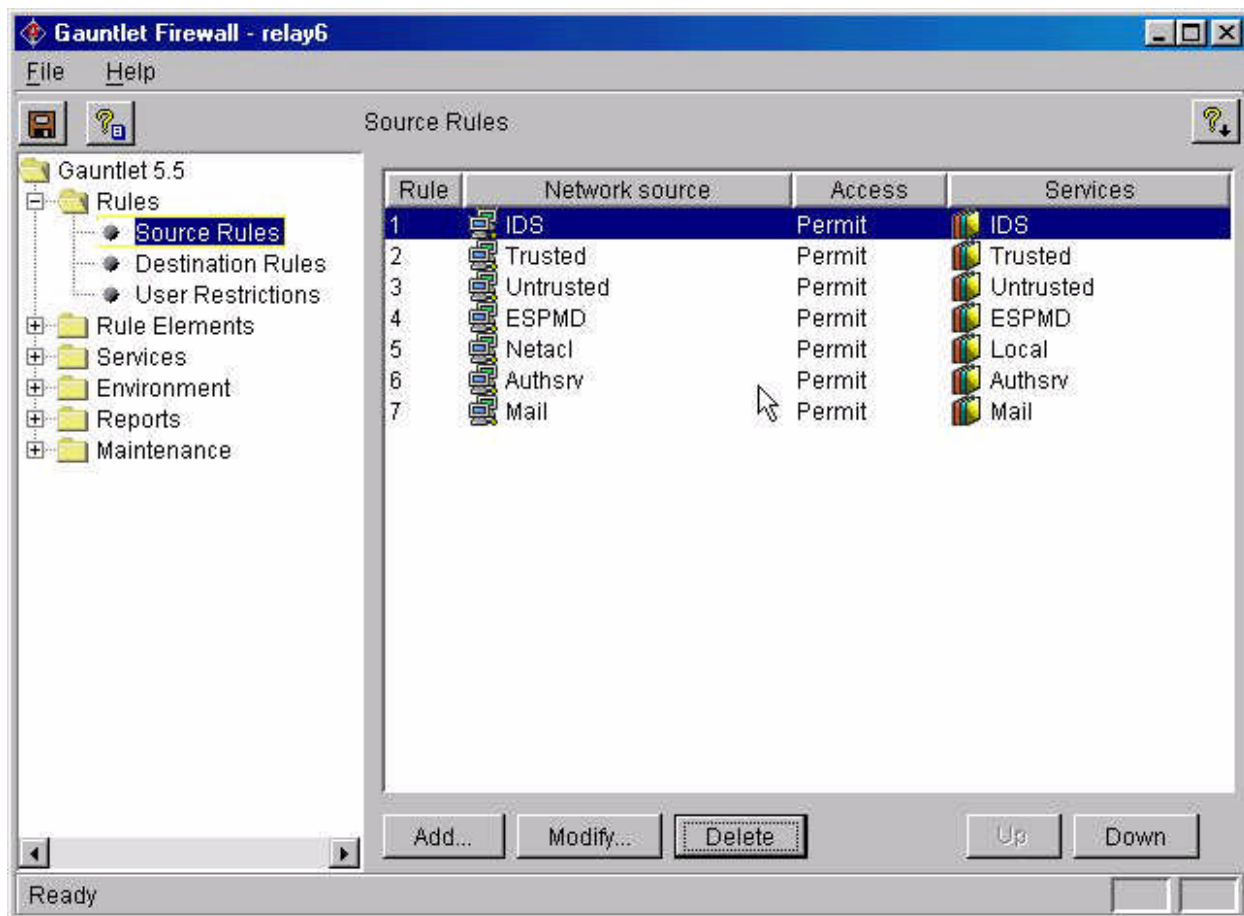 Gauntlet Firewall - relay6
File Help
Source Rules
Gauntlet 5.5
Rules
Source Rules
Destination Rules
User Restrictions
Rule Elements
Services
Environment
Reports
Maintenance
Rule Network source Access Services
1 IDS Permit IDS
2 Trusted Permit Trusted
3 Untrusted Permit Untrusted
4 ESPMD Permit ESPMD
5 Netacl Permit Local
6 Authsrv Permit Authsrv
7 Mail Permit Mail
Add... Modify... Delete Up Down
Ready